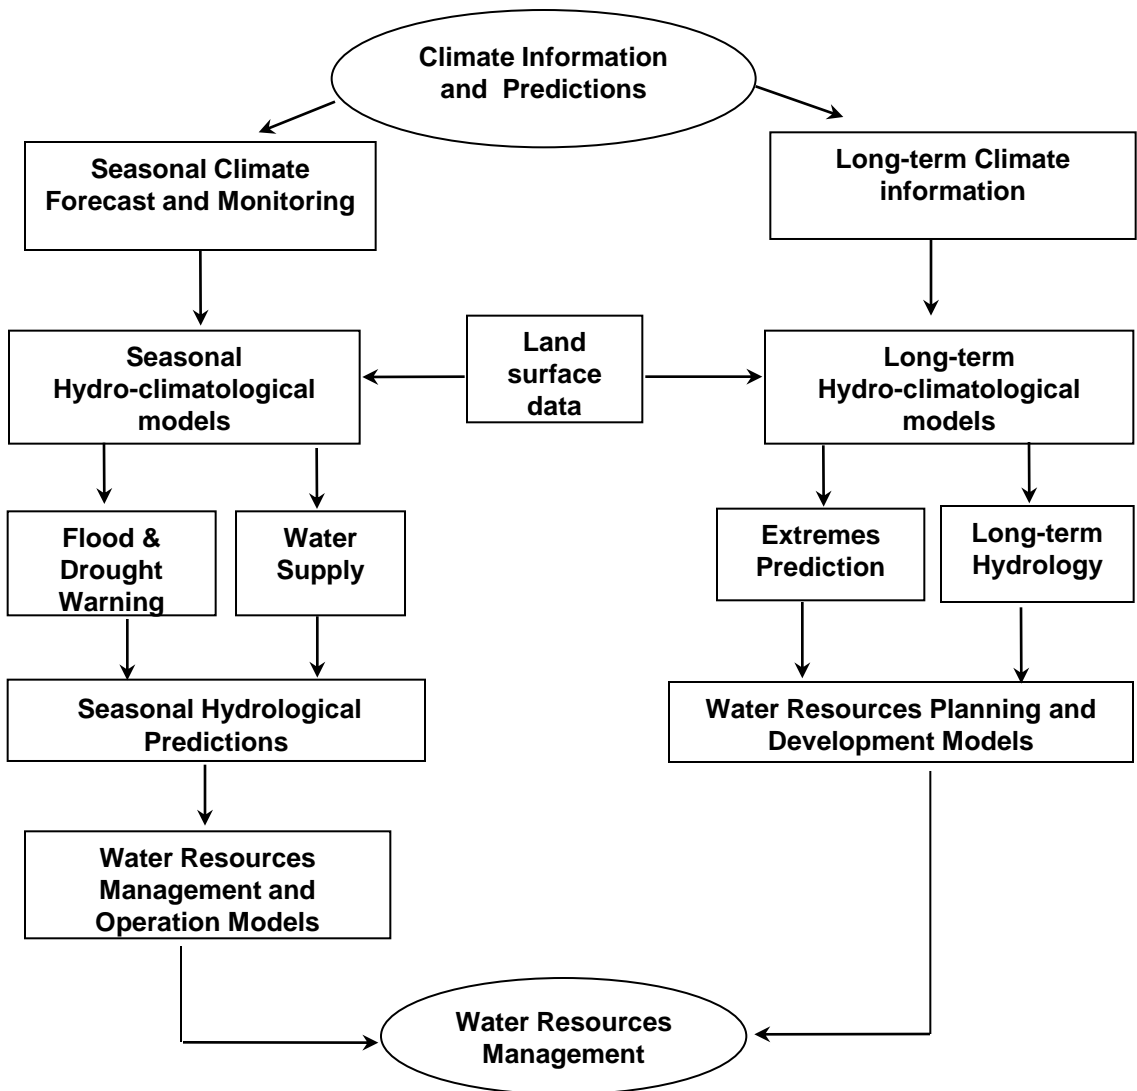 Climate Information
and Predictions
Seasonal Climate
Forecast and Monitoring
Long-term Climate
information
Seasonal
Hydro-climatological
models
Land
surface
data
Long-term
Hydro-climatological
models
Flood &
Drought
Warning
Water
Supply
Extremes
Prediction
Long-term
Hydrology
Seasonal Hydrological
Predictions
Water Resources Planning and
Development Models
Water Resources
Management and
Operation Models
Water Resources
Management